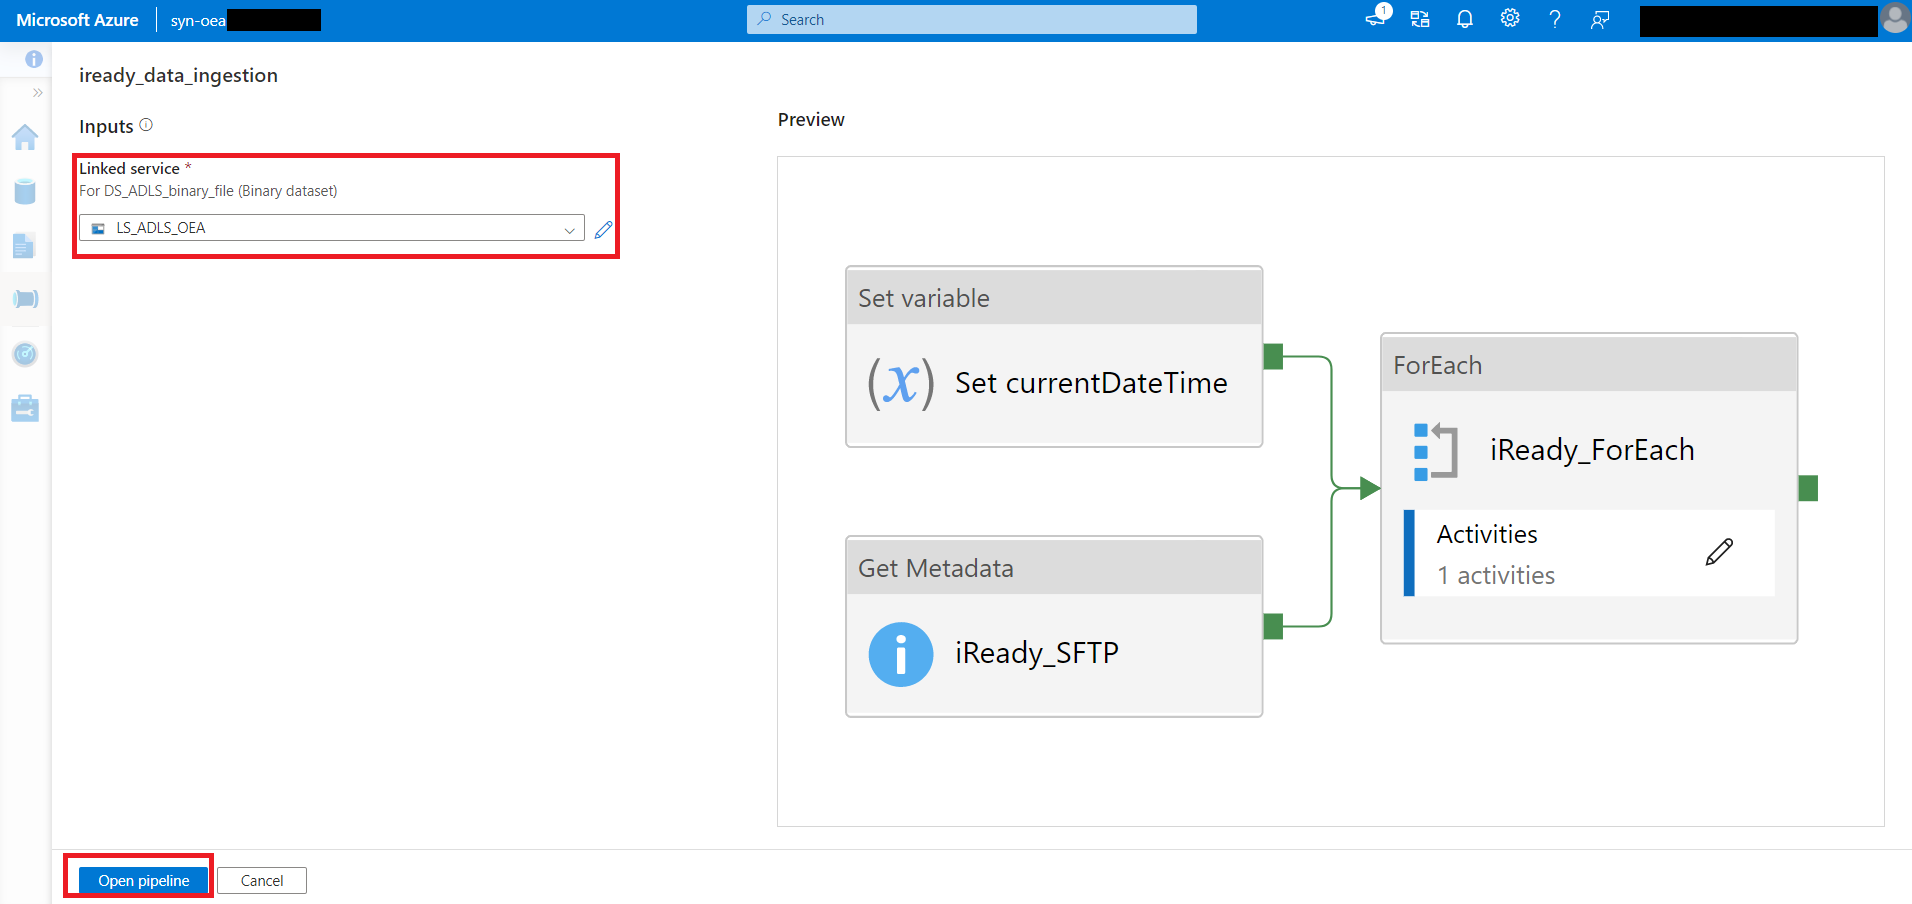 Microsoft Azure
syn-oea
Search
1
iready_data_ingestion
Inputs
Linked service *
For DS_ADLS_binary_file (Binary dataset)
LS_ADLS_OEA
Preview
Set variable
(x) Set currentDateTime
Get Metadata
iReady_SFTP
ForEach
iReady_ForEach
Activities
1 activities
Open pipeline
Cancel